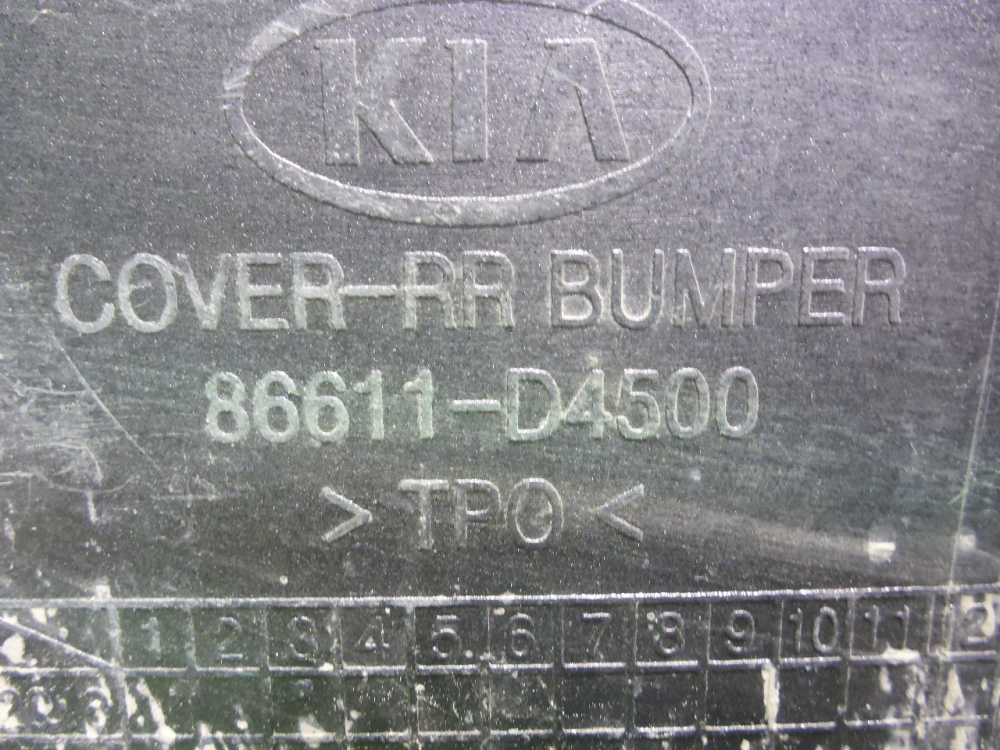 KIA
COVER-RR BUMPER
86611-D4500
> TPO <
1 2 3 4 5 6 7 8 9 10 11 12